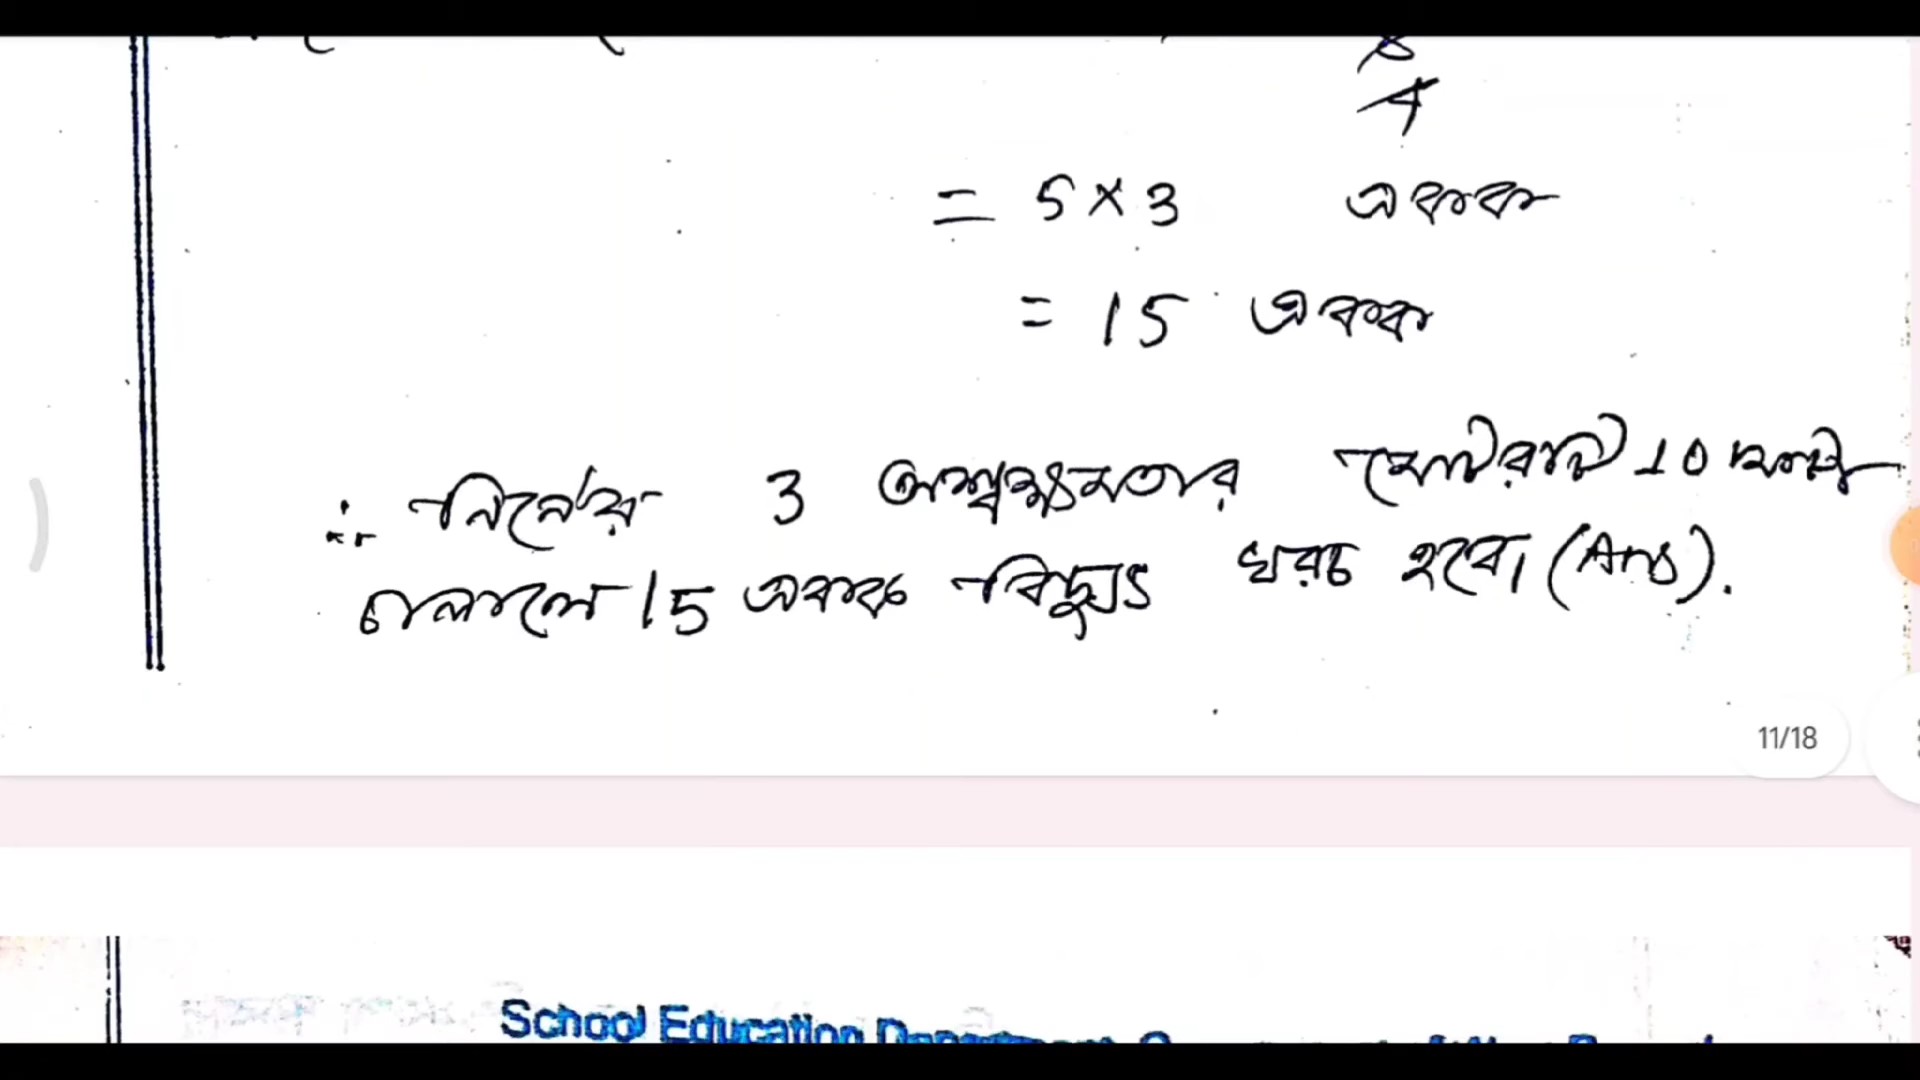 = 5 × 3 একক
= 15 একক
∴ নির্ণেয় 3 অশ্বক্ষমতার মোটরটি 10 ঘন্টা
চালালে 15 একক বিদ্যুৎ খরচ হবে। (Ans).
11/18
School Education